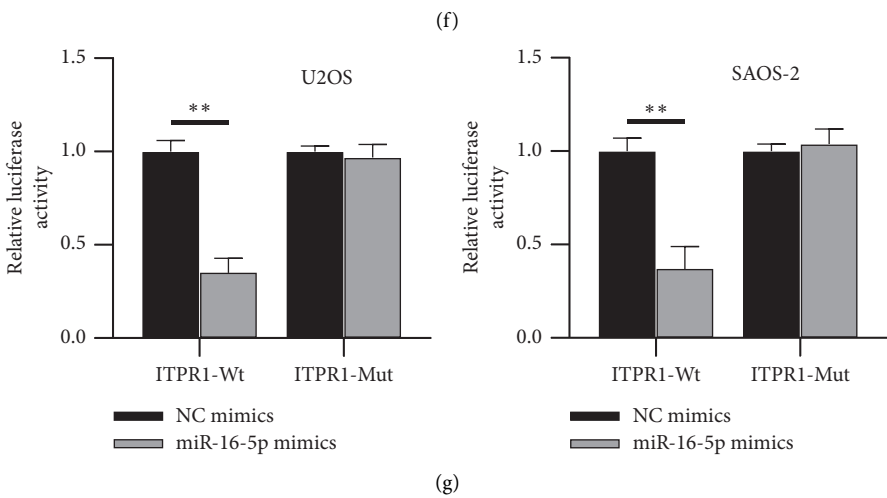 (f)
1.5
U2OS
**
1.0
0.5
0.0
Relative luciferase
activity
ITPR1-Wt
ITPR1-Mut
NC mimics
miR-16-5p mimics
1.5
SAOS-2
**
1.0
0.5
0.0
Relative luciferase
activity
ITPR1-Wt
ITPR1-Mut
NC mimics
miR-16-5p mimics
(g)